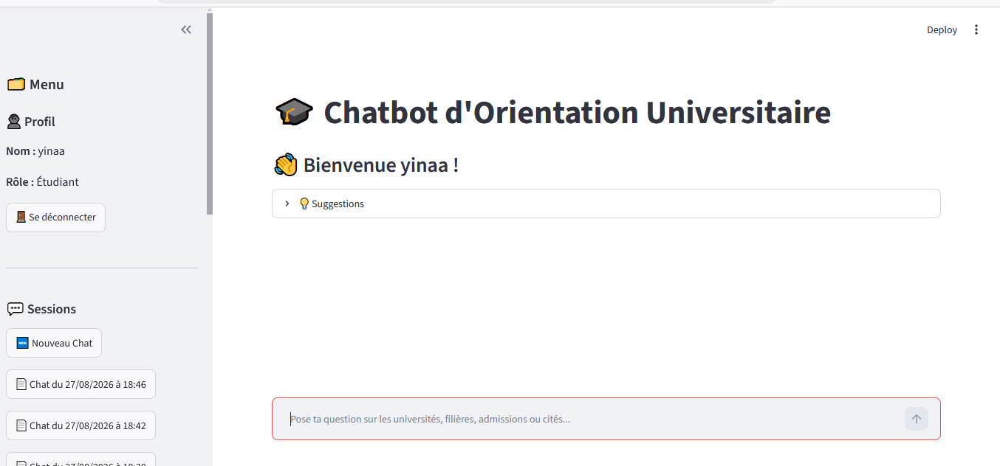 Deploy
Menu
Profil
Nom : yinaa
Rôle : Étudiant
Se déconnecter
Sessions
NEW Nouveau Chat
Chat du 27/08/2026 à 18:46
Chat du 27/08/2026 à 18:42
Chat du 27/08/2026 à
Chatbot d'Orientation Universitaire
Bienvenue yinaa !
Suggestions
Pose ta question sur les universités, filières, admissions ou cités...